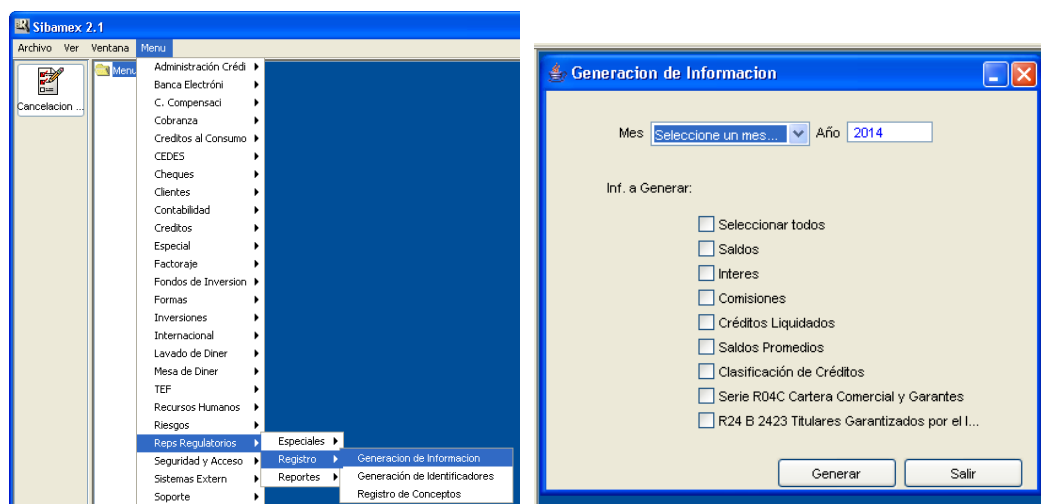 Sibamex 2.1
Archivo Ver Ventana Menu
Cancelacion ...
Menu
Administración Crédi
Banca Electróni
C. Compensaci
Cobranza
Creditos al Consumo
CEDES
Cheques
Clientes
Contabilidad
Creditos
Especial
Factoraje
Fondos de Inversion
Formas
Inversiones
Internacional
Lavado de Diner
Mesa de Diner
TEF
Recursos Humanos
Riesgos
Reps Regulatorios
Seguridad y Acceso
Sistemas Extern
Soporte
Especiales
Registro
Reportes
Generacion de Informacion
Generación de Identificadores
Registro de Conceptos
Generacion de Informacion
Mes Seleccione un mes... Año 2014
Inf. a Generar:
Seleccionar todos
Saldos
Interes
Comisiones
Créditos Liquidados
Saldos Promedios
Clasificación de Créditos
Serie R04C Cartera Comercial y Garantes
R24 B 2423 Titulares Garantizados por el I...
Generar Salir